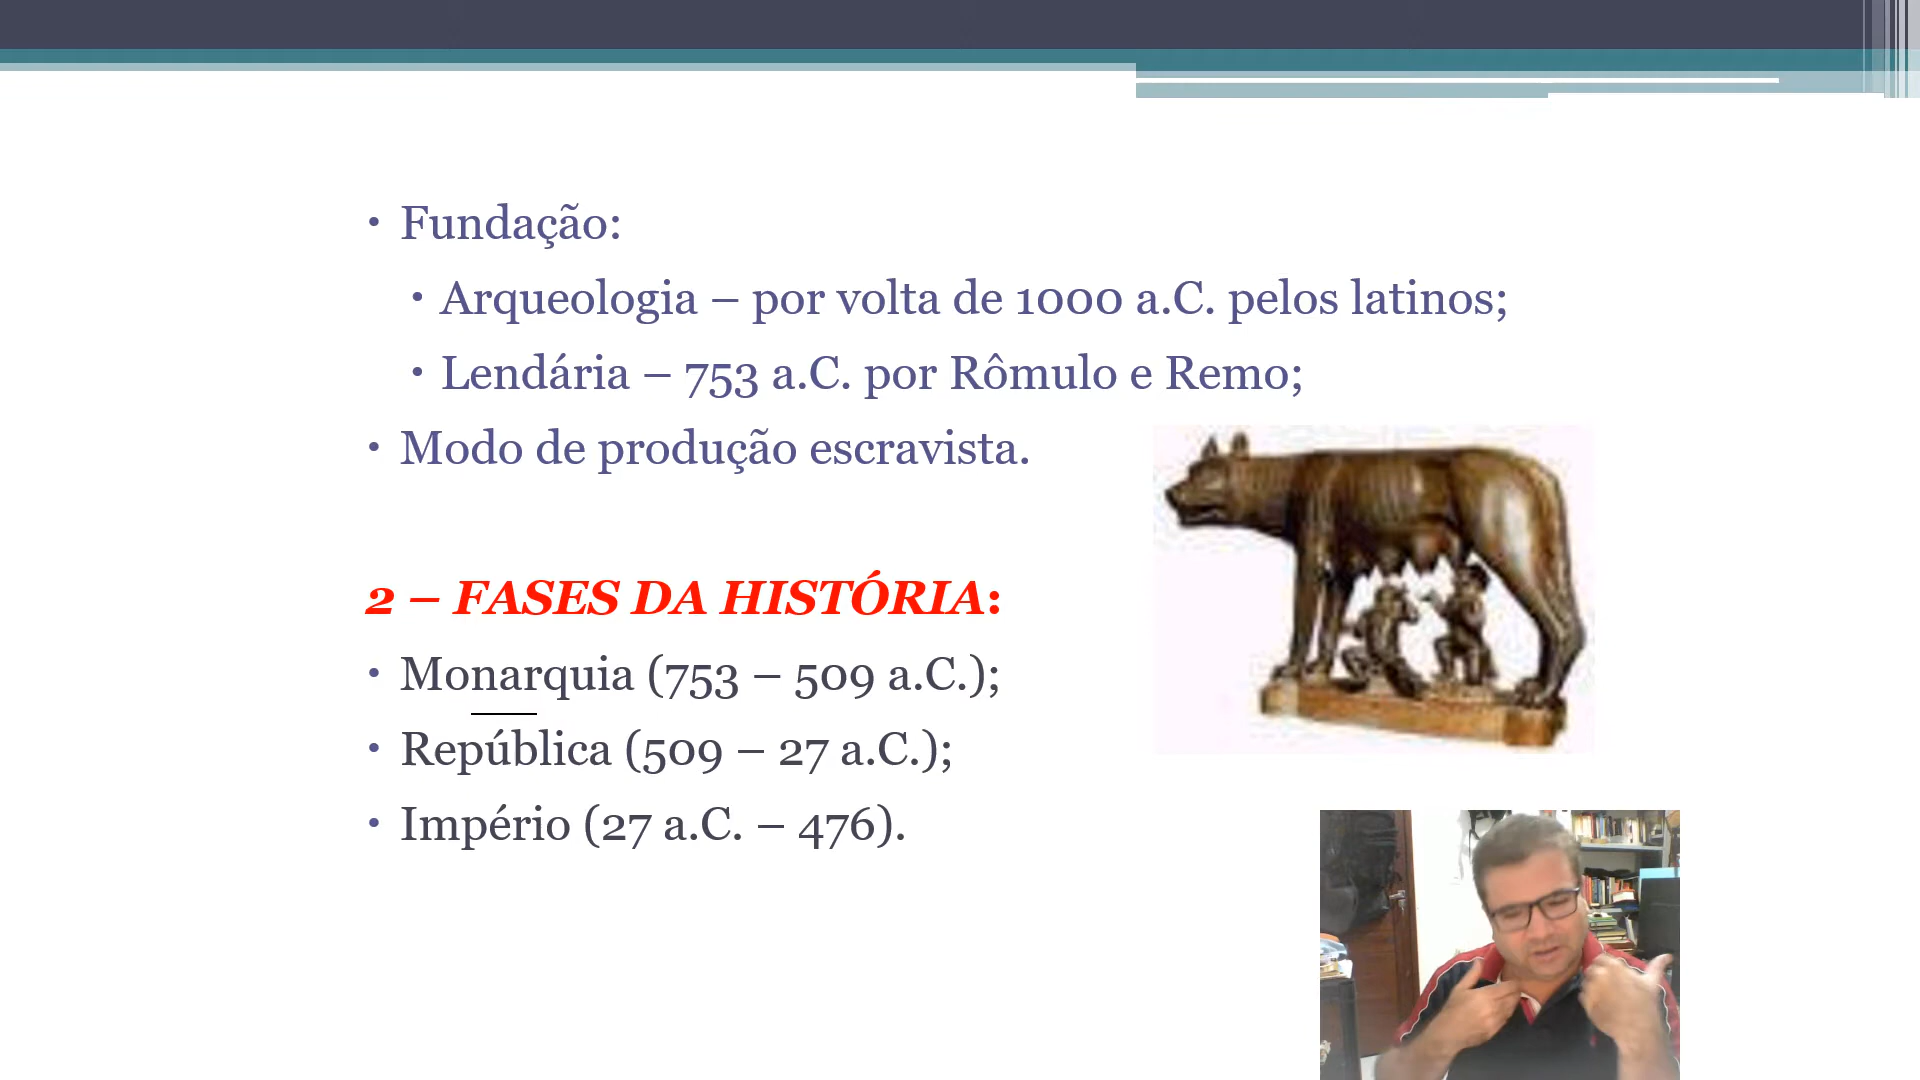 • Fundação:
• Arqueologia – por volta de 1000 a.C. pelos latinos;
• Lendária – 753 a.C. por Rômulo e Remo;
• Modo de produção escravista.
2 – FASES DA HISTÓRIA:
• Monarquia (753 – 509 a.C.);
• República (509 – 27 a.C.);
• Império (27 a.C. – 476).